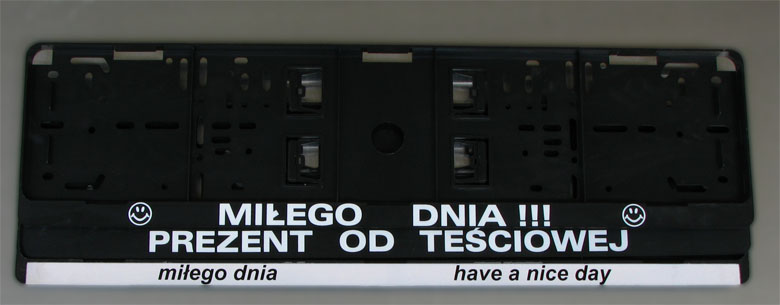 MIŁEGO DNIA !!!
PREZENT OD TEŚCIOWEJ
miłego dnia have a nice day